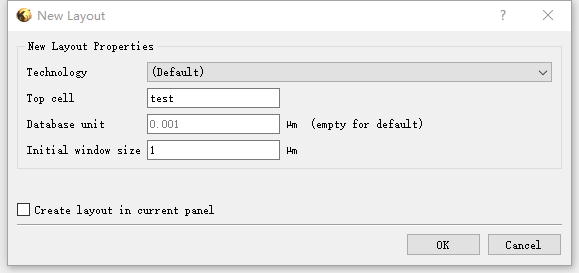 New Layout
New Layout Properties
Technology (Default)
Top cell test
Database unit 0.001 µm (empty for default)
Initial window size 1 µm
Create layout in current panel
OK Cancel